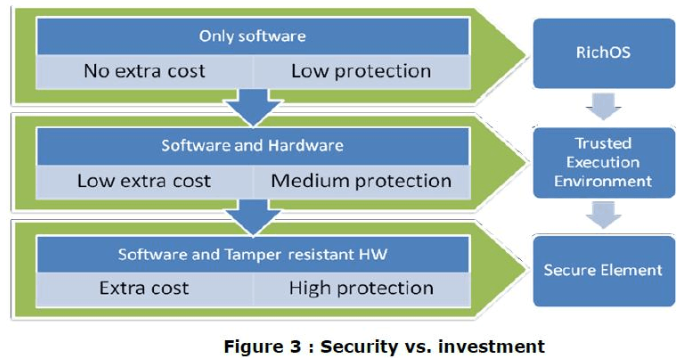 Only software
No extra cost Low protection
RichOS
Software and Hardware
Low extra cost Medium protection
Trusted
Execution
Environment
Software and Tamper resistant HW
Extra cost High protection
Secure Element
Figure 3 : Security vs. investment